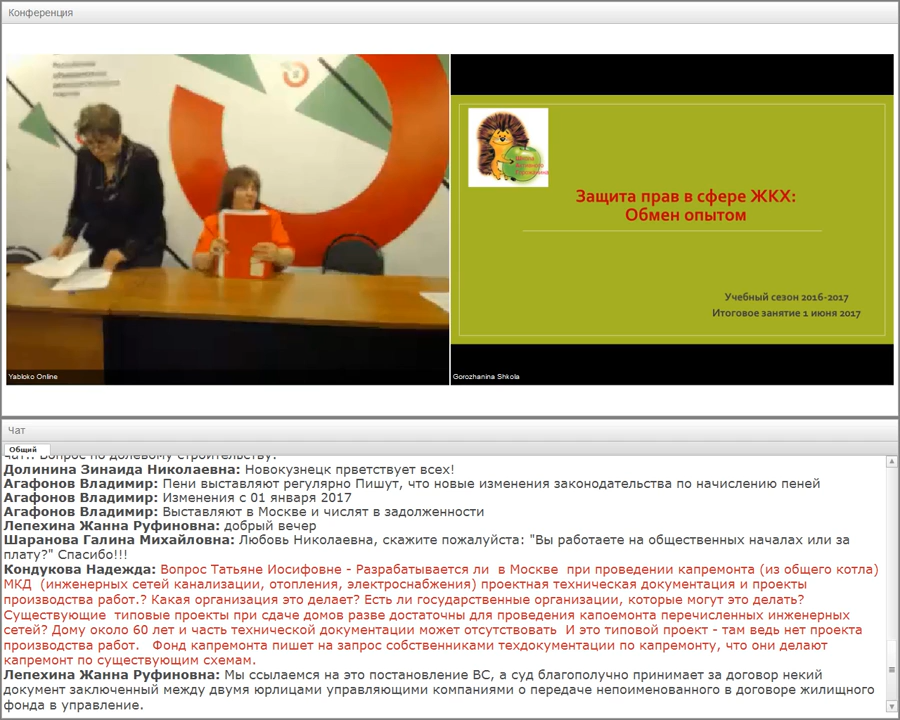 Конференция
Yabloko Online
Защита прав в сфере ЖКХ:
Обмен опытом
Учебный сезон 2016-2017
Итоговое занятие 1 июня 2017
Gorozhanina Shkola
Чат
Общий
Долинина Зинаида Николаевна: Новокузнецк прветствует всех!
Агафонов Владимир: Пени выставляют регулярно Пишут, что новые изменения законодательства по начислению пеней
Агафонов Владимир: Изменения с 01 января 2017
Агафонов Владимир: Выставляют в Москве и числят в задолженности
Лепехина Жанна Руфиновна: добрый вечер
Шаранова Галина Михайловна: Любовь Николаевна, скажите пожалуйста: "Вы работаете на общественных началах или за
плату?" Спасибо!!!
Кондукова Надежда: Вопрос Татьяне Иосифовне - Разрабатывается ли в Москве при проведении капремонта (из общего котла)
МКД (инженерных сетей канализации, отопления, электроснабжения) проектная техническая документация и проекты
производства работ.? Какая организация это делает? Есть ли государственные организации, которые могут это делать?
Существующие типовые проекты при сдаче домов разве достаточны для проведения капоемонта перечисленных инженерных
сетей? Дому около 60 лет и часть технической документации может отсутствовать И это типовой проект - там ведь нет проекта
производства работ. Фонд капремонта пишет на запрос собственниками техдокументации по капремонту, что они делают
капремонт по существующим схемам.
Лепехина Жанна Руфиновна: Мы ссылаемся на это постановление ВС, а суд благополучно принимает за договор некий
документ заключенный между двумя юрлицами управляющими компаниями о передаче непоименованного в договоре жилищного
фонда в управление.